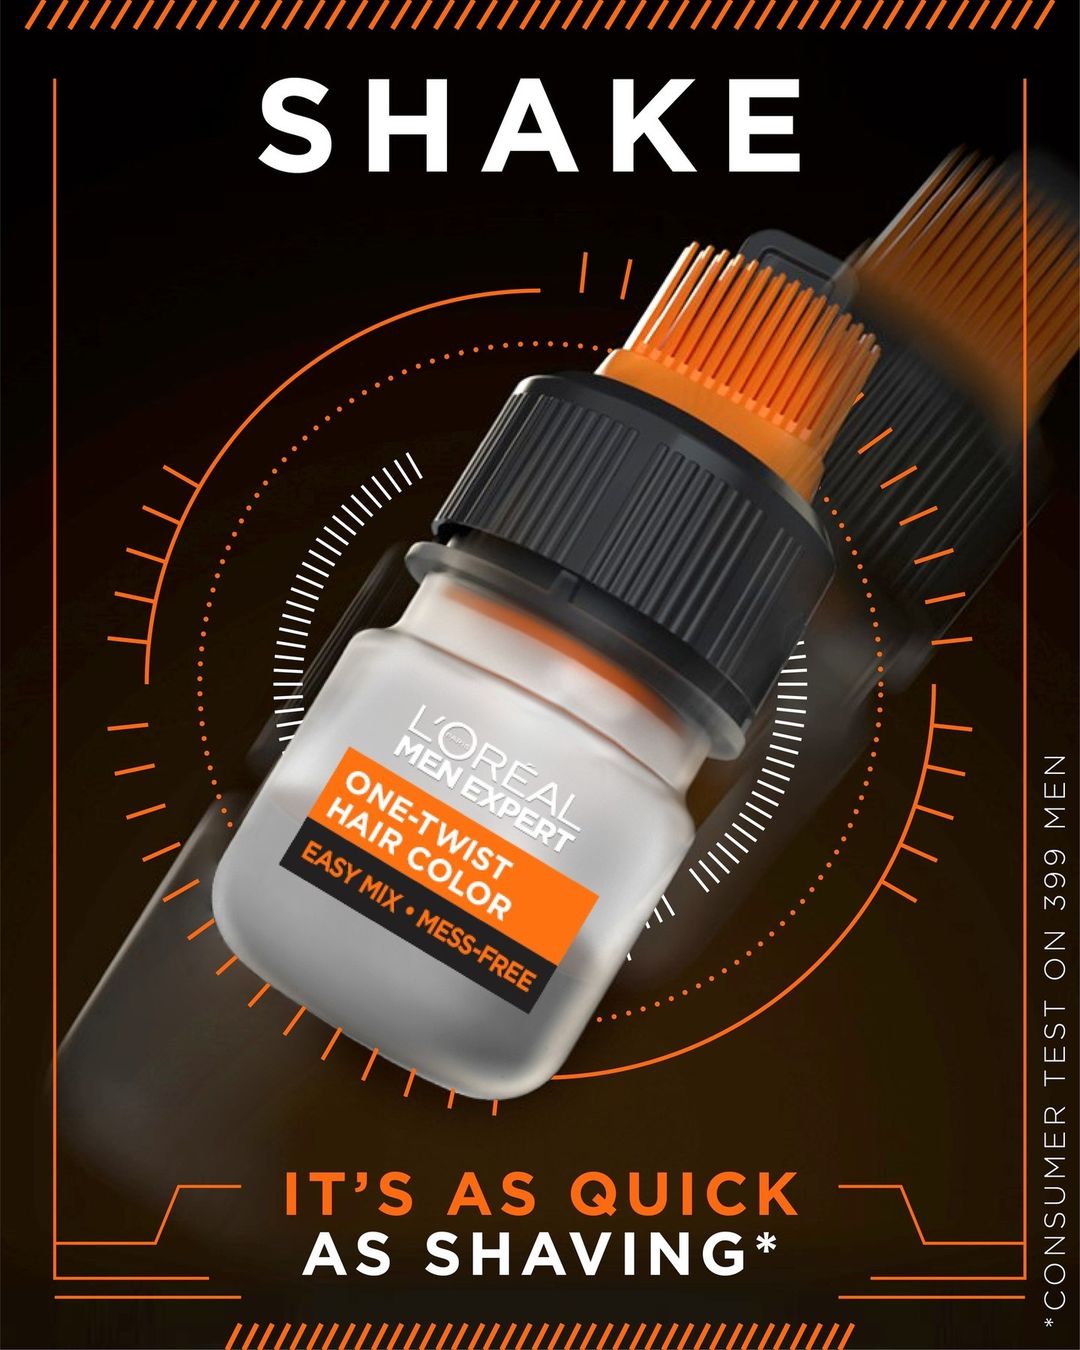 SHAKE
L'ORÉAL
PARIS
MEN EXPERT
ONE-TWIST
HAIR COLOR
EASY MIX • MESS-FREE
IT'S AS QUICK
AS SHAVING*
*CONSUMER TEST ON 399 MEN